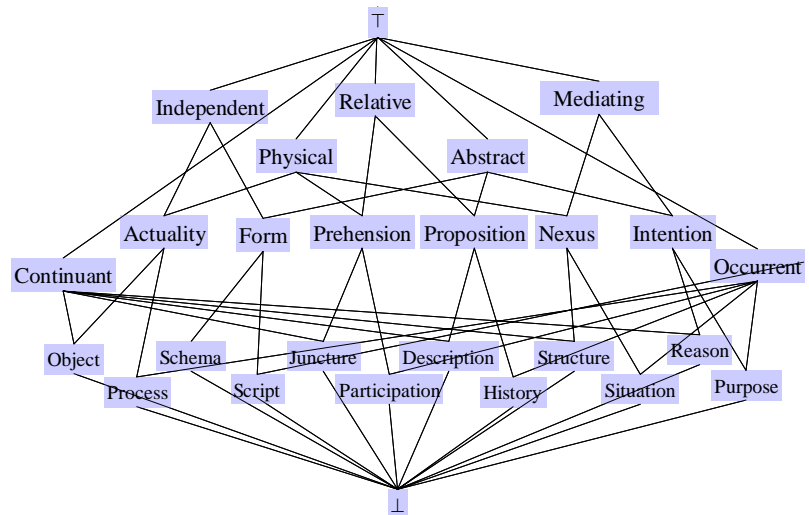 ⊤
Independent
Relative
Mediating
Physical
Abstract
Actuality
Form
Prehension
Proposition
Nexus
Intention
Continuant
Occurrent
Object
Schema
Juncture
Description
Structure
Reason
Process
Script
Participation
History
Situation
Purpose
⊥